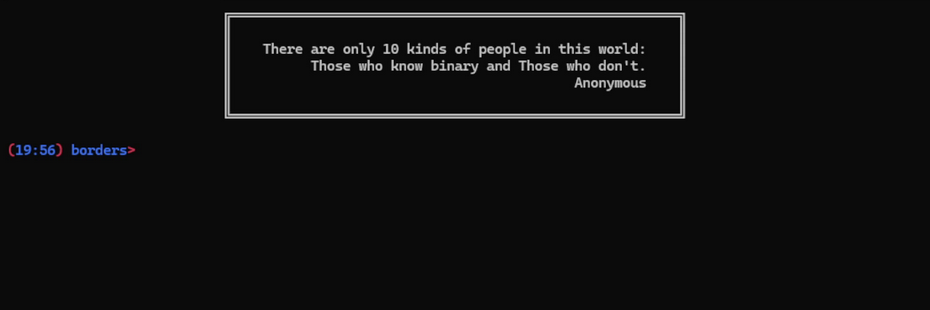 There are only 10 kinds of people in this world:
Those who know binary and Those who don't.
Anonymous
(19:56) borders>